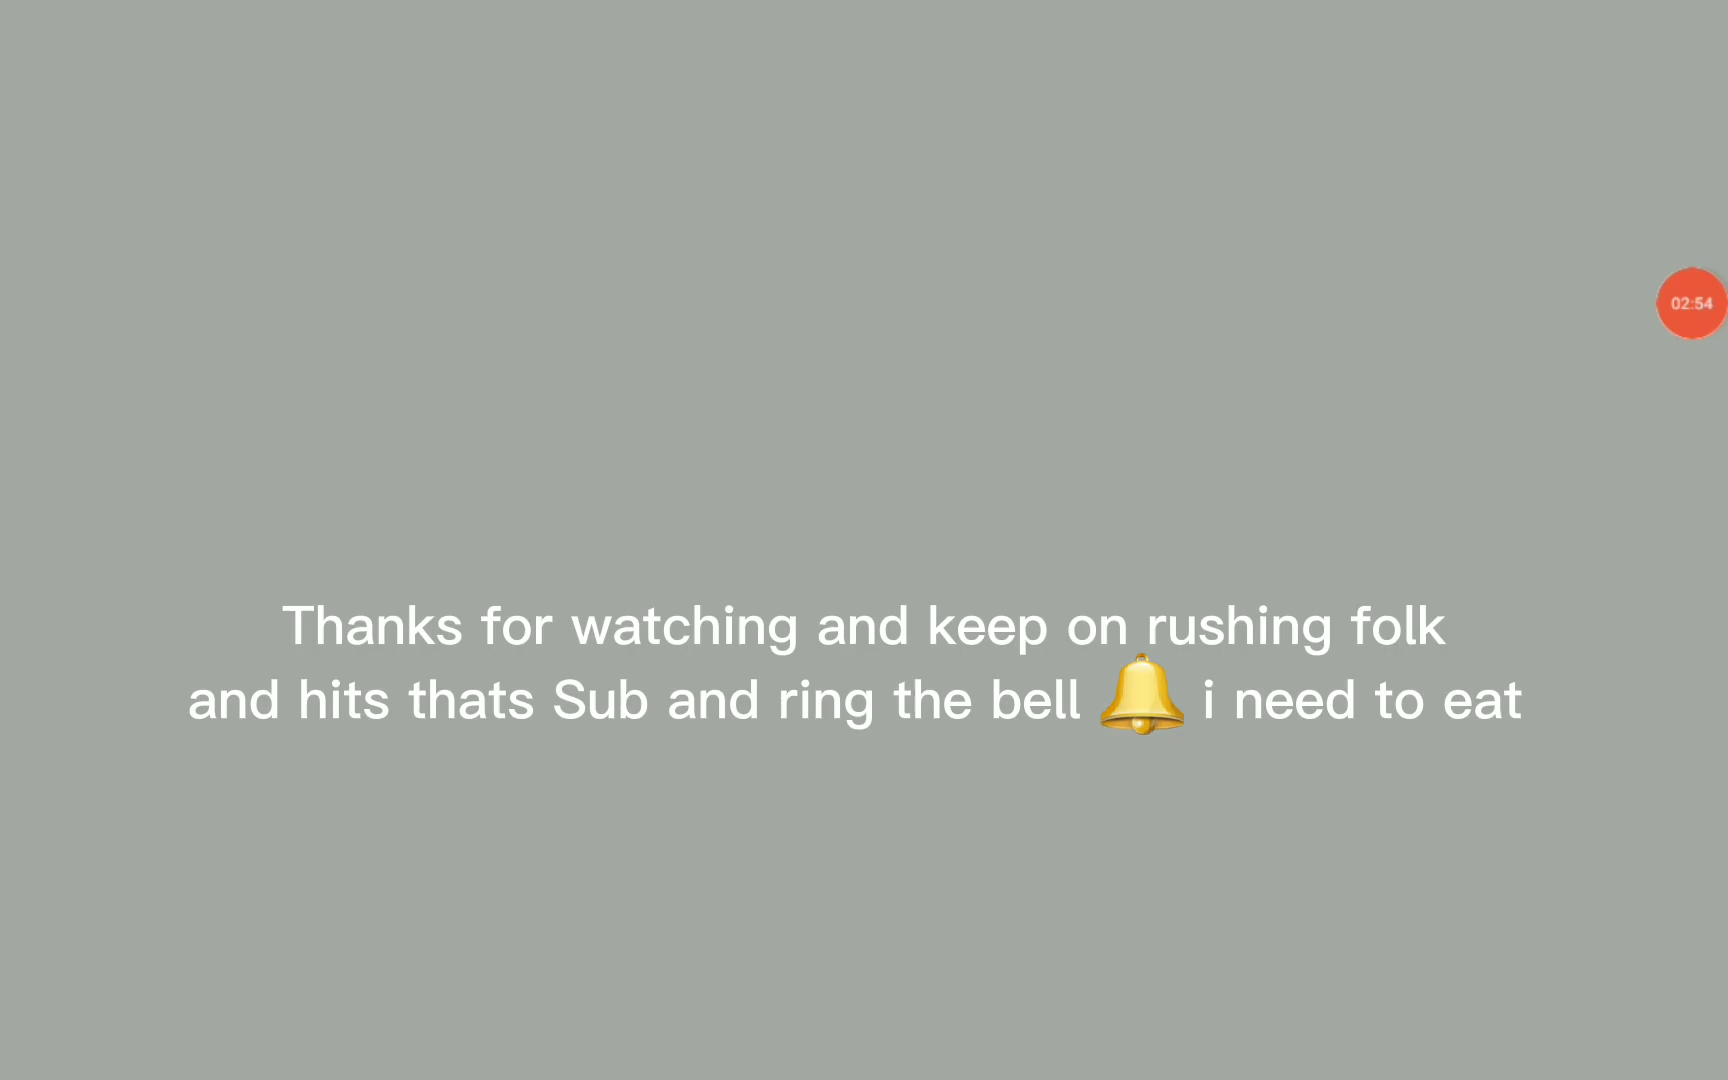 02:54
Thanks for watching and keep on rushing folk
and hits thats Sub and ring the bell 🔔 i need to eat